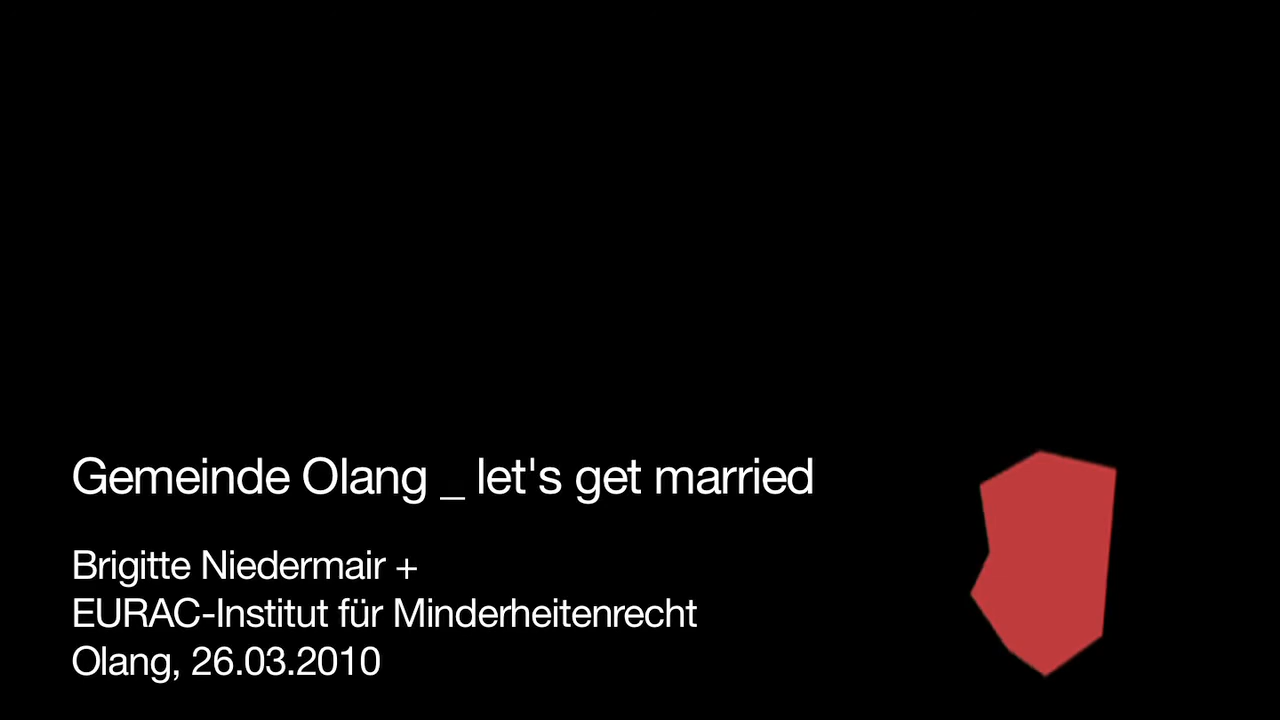 Gemeinde Olang _ let's get married
Brigitte Niedermair +
EURAC-Institut für Minderheitenrecht
Olang, 26.03.2010